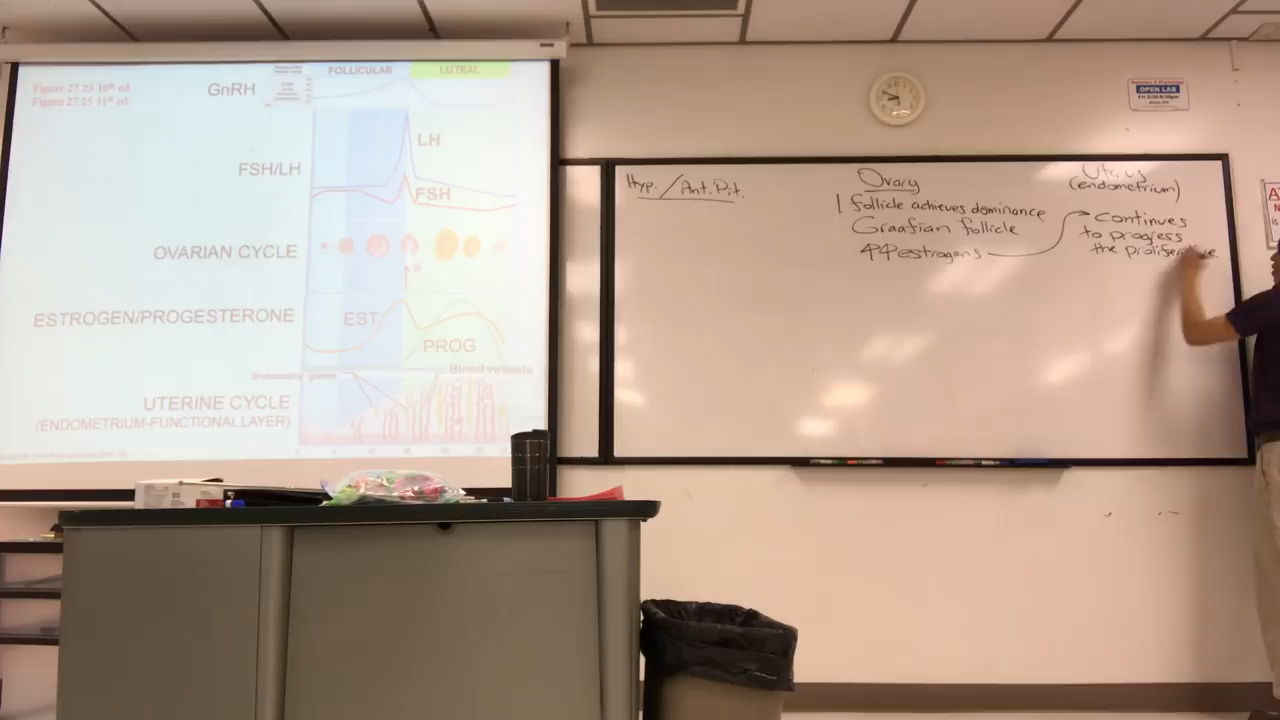 Figure 27.23 10th ed.
Figure 27.25 11th ed.
FOLLICULAR
LUTEAL
GnRH
LH
FSH/LH
FSH
OVARIAN CYCLE
ESTROGEN/PROGESTERONE
EST
PROG
Blood vessels
UTERINE CYCLE
(ENDOMETRIUM-FUNCTIONAL LAYER)
Hyp./Ant. Pit.
Ovary
1 follicle achieves dominance
Graafian follicle
↑↑estrogens
Uterus
(endometrium)
Continues
to progress
the proliferative
OPEN LAB